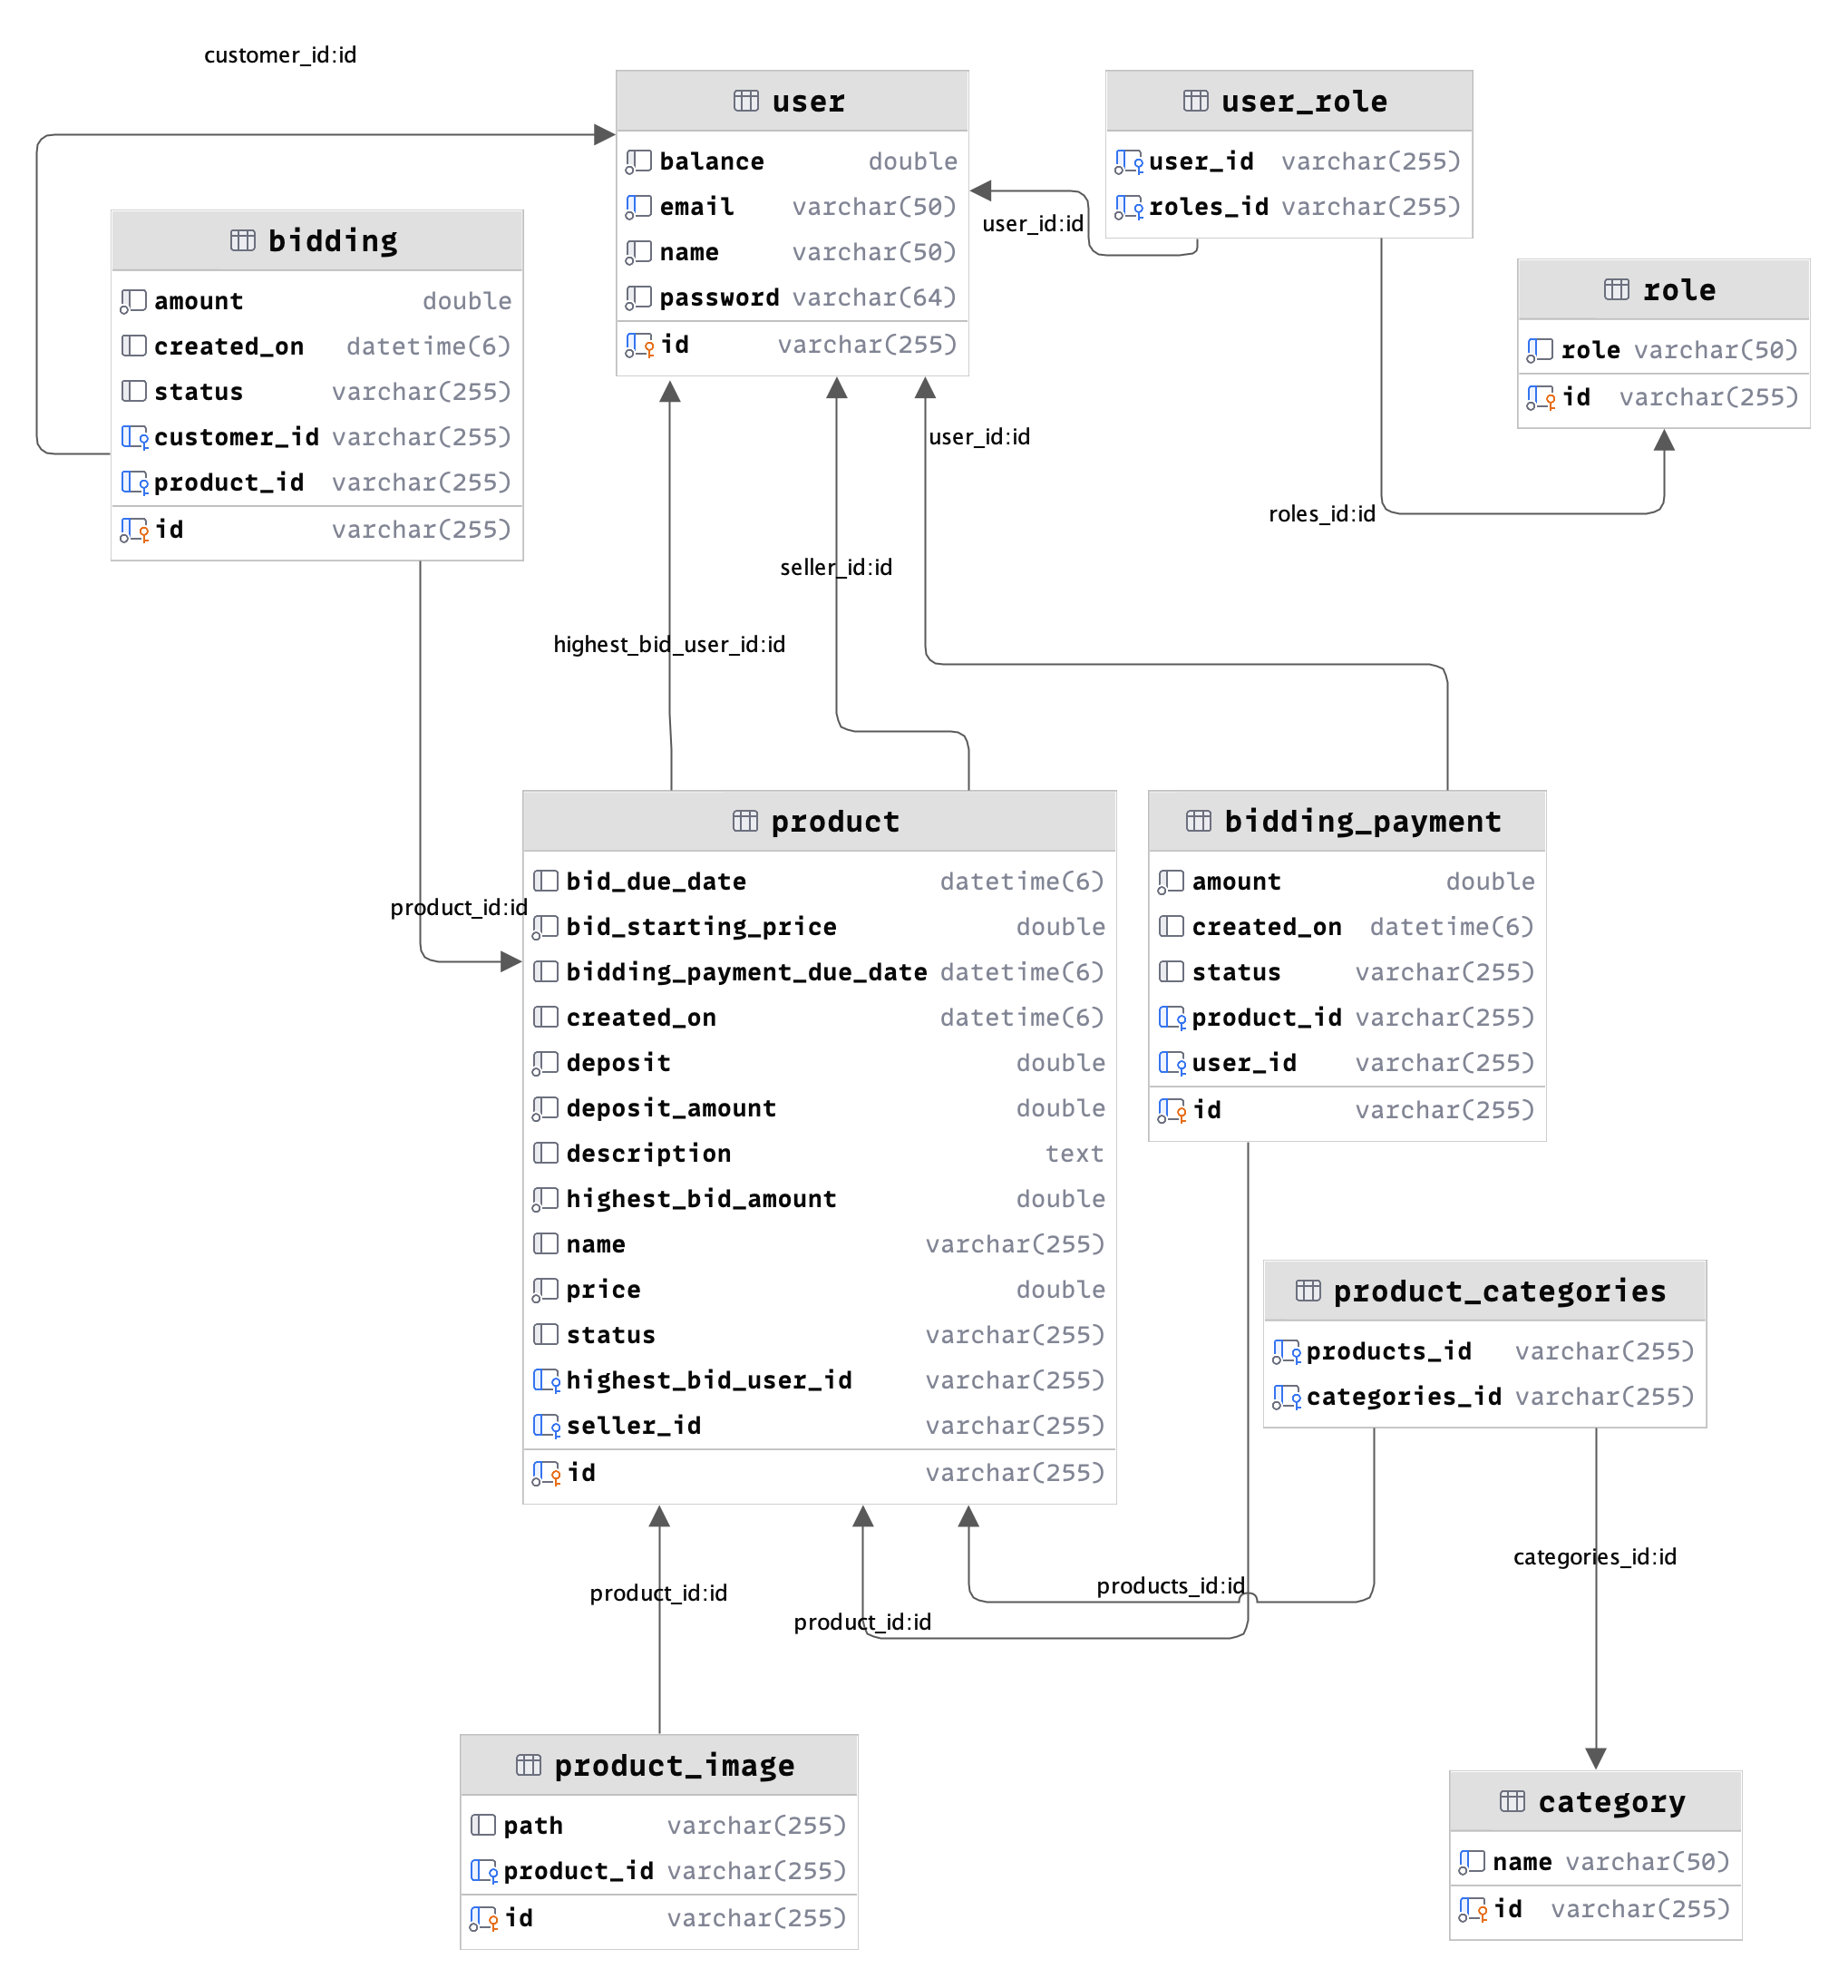 customer_id:id
user
balance double
email varchar(50)
name varchar(50)
password varchar(64)
id varchar(255)
user_role
user_id varchar(255)
roles_id varchar(255)
user_id:id
bidding
amount double
created_on datetime(6)
status varchar(255)
customer_id varchar(255)
product_id varchar(255)
id varchar(255)
role
role varchar(50)
id varchar(255)
user_id:id
roles_id:id
seller_id:id
highest_bid_user_id:id
product_id:id
product
bid_due_date datetime(6)
bid_starting_price double
bidding_payment_due_date datetime(6)
created_on datetime(6)
deposit double
deposit_amount double
description text
highest_bid_amount double
name varchar(255)
price double
status varchar(255)
highest_bid_user_id varchar(255)
seller_id varchar(255)
id varchar(255)
bidding_payment
amount double
created_on datetime(6)
status varchar(255)
product_id varchar(255)
user_id varchar(255)
id varchar(255)
product_categories
products_id varchar(255)
categories_id varchar(255)
categories_id:id
products_id:id
product_id:id
product_id:id
product_image
path varchar(255)
product_id varchar(255)
id varchar(255)
category
name varchar(50)
id varchar(255)